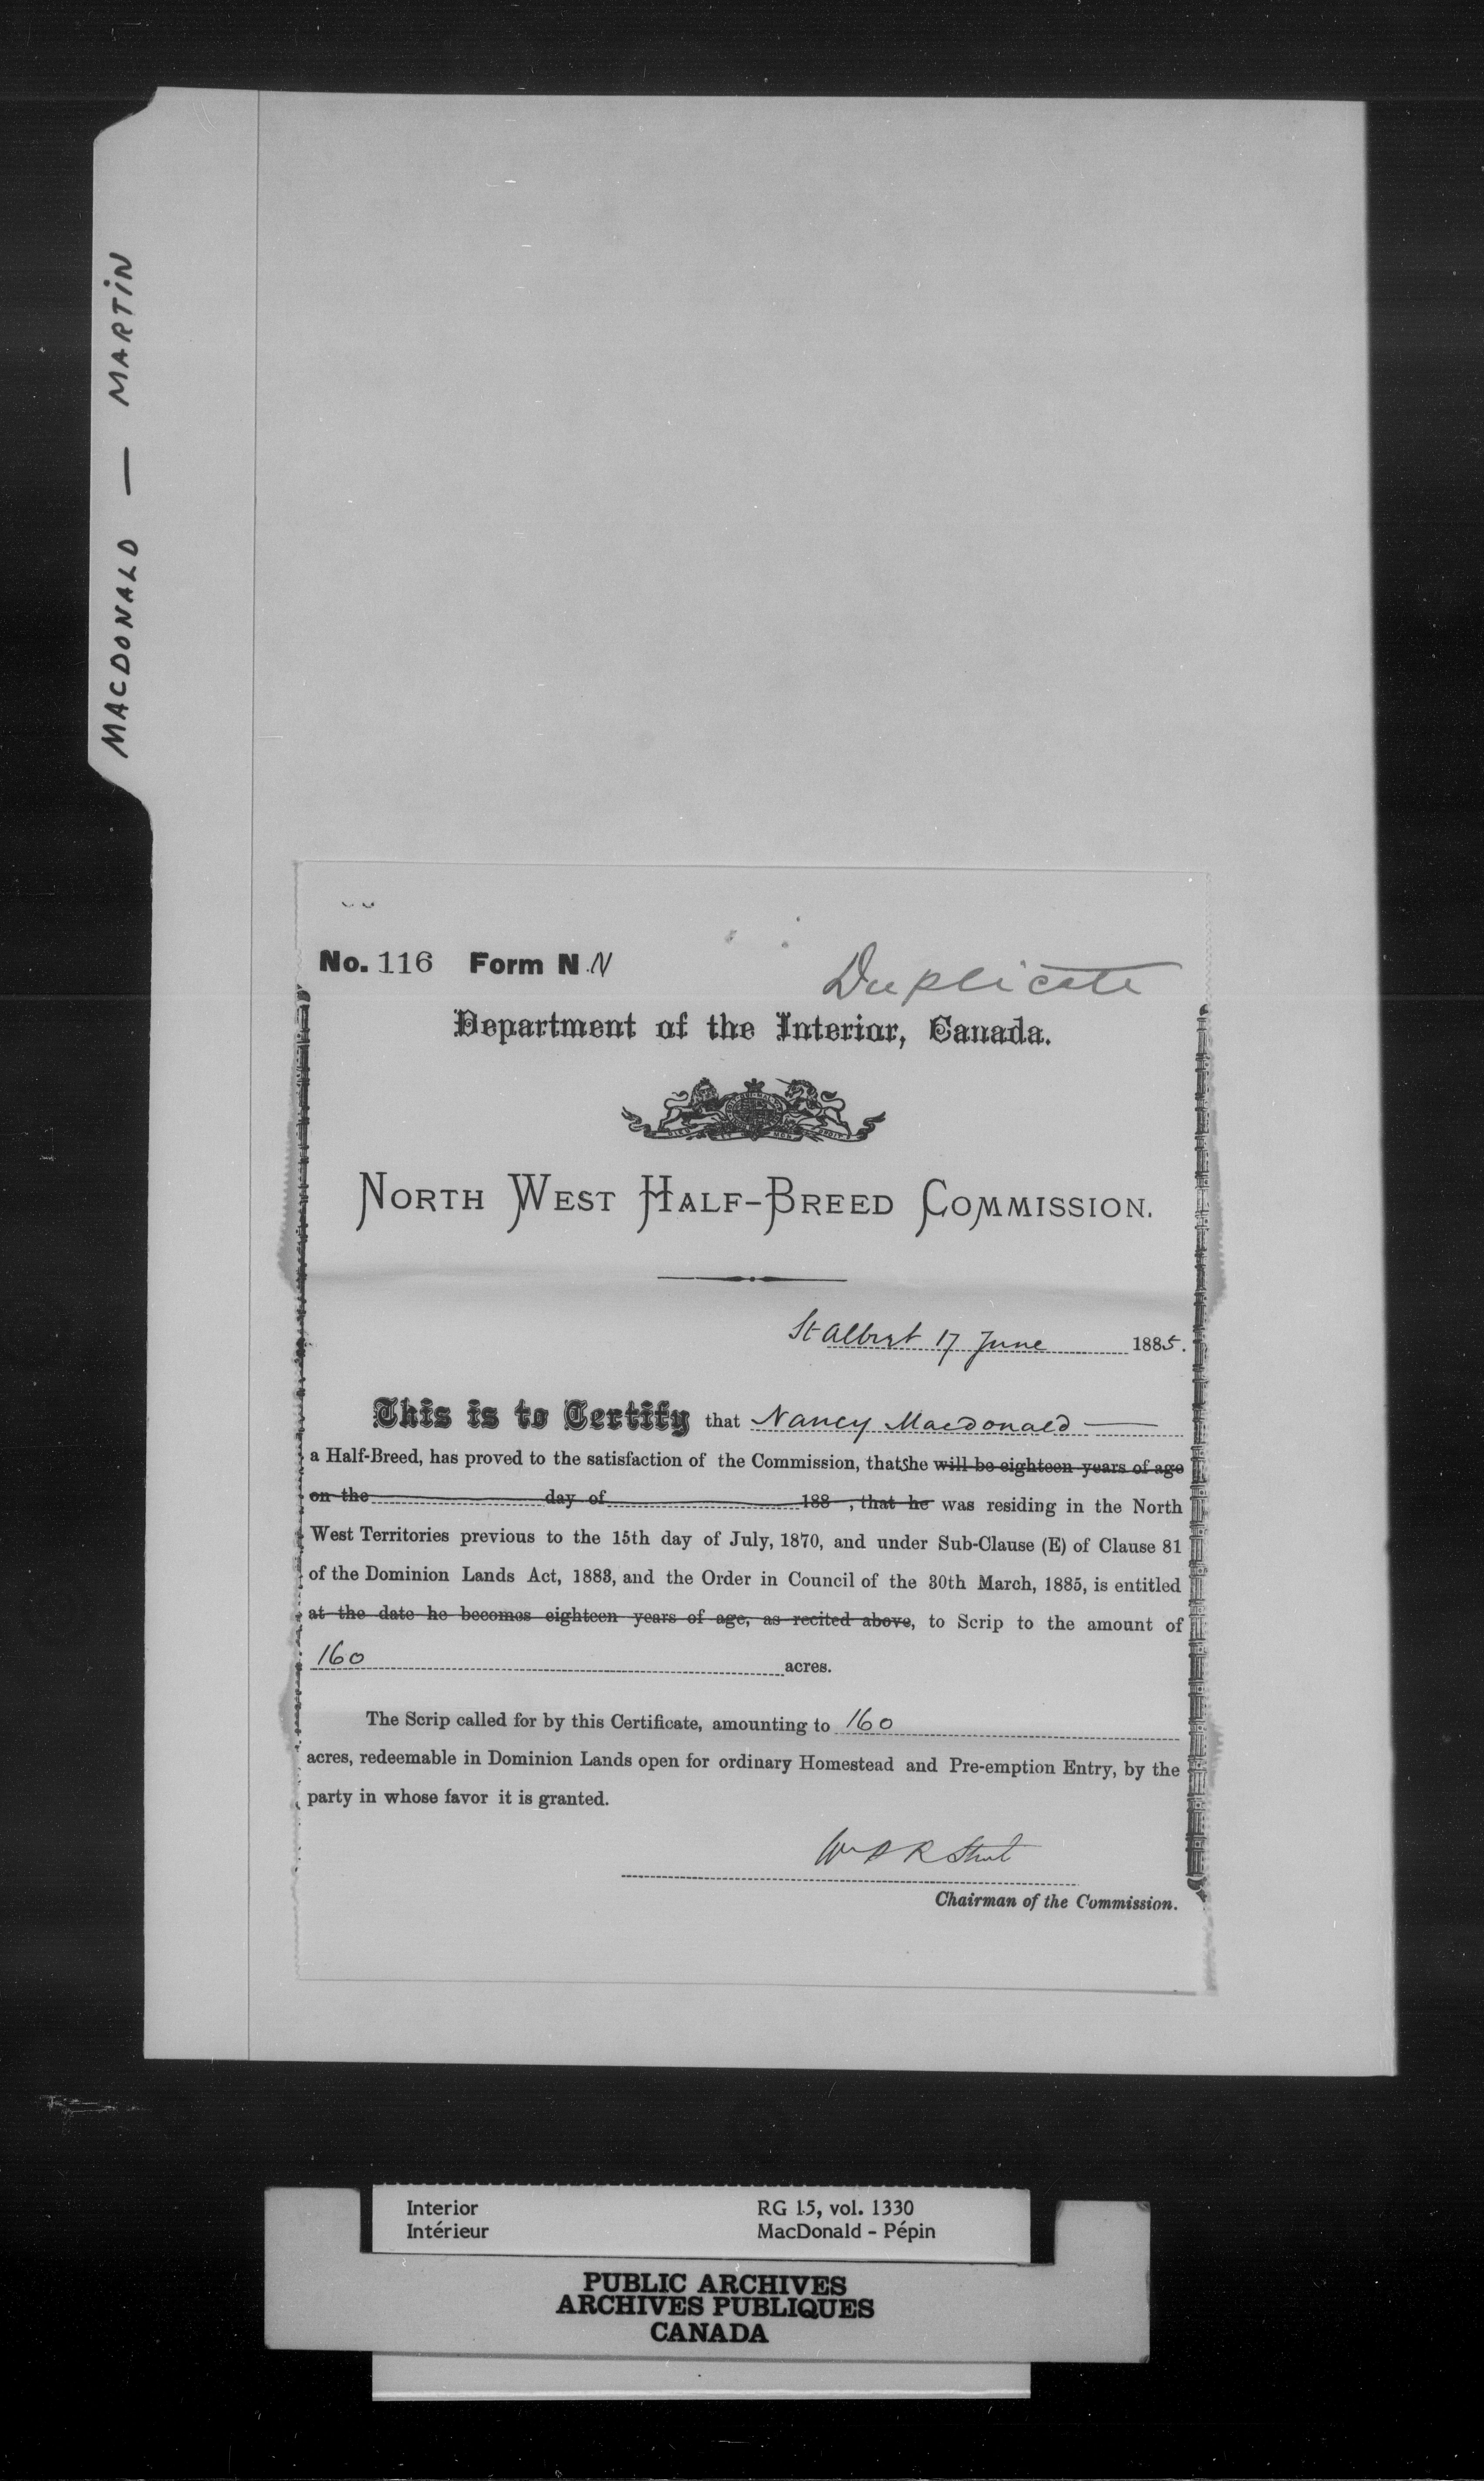 MACDONALD — MARTIN
No. 116 Form N.N
Duplicate
Department of the Interior, Canada.
NORTH WEST HALF-BREED COMMISSION.
St Albert 17 June 1885.
This is to Certify that Nancy Macdonald
a Half-Breed, has proved to the satisfaction of the Commission, that she will be eighteen years of age
on the day of 188 , that he was residing in the North
West Territories previous to the 15th day of July, 1870, and under Sub-Clause (E) of Clause 81
of the Dominion Lands Act, 1883, and the Order in Council of the 30th March, 1885, is entitled
at the date he becomes eighteen years of age, as recited above, to Scrip to the amount of
160 acres.
The Scrip called for by this Certificate, amounting to 160
acres, redeemable in Dominion Lands open for ordinary Homestead and Pre-emption Entry, by the
party in whose favor it is granted.
Wm P R Street
Chairman of the Commission.
Interior RG 15, vol. 1330
Intérieur MacDonald - Pépin
PUBLIC ARCHIVES
ARCHIVES PUBLIQUES
CANADA